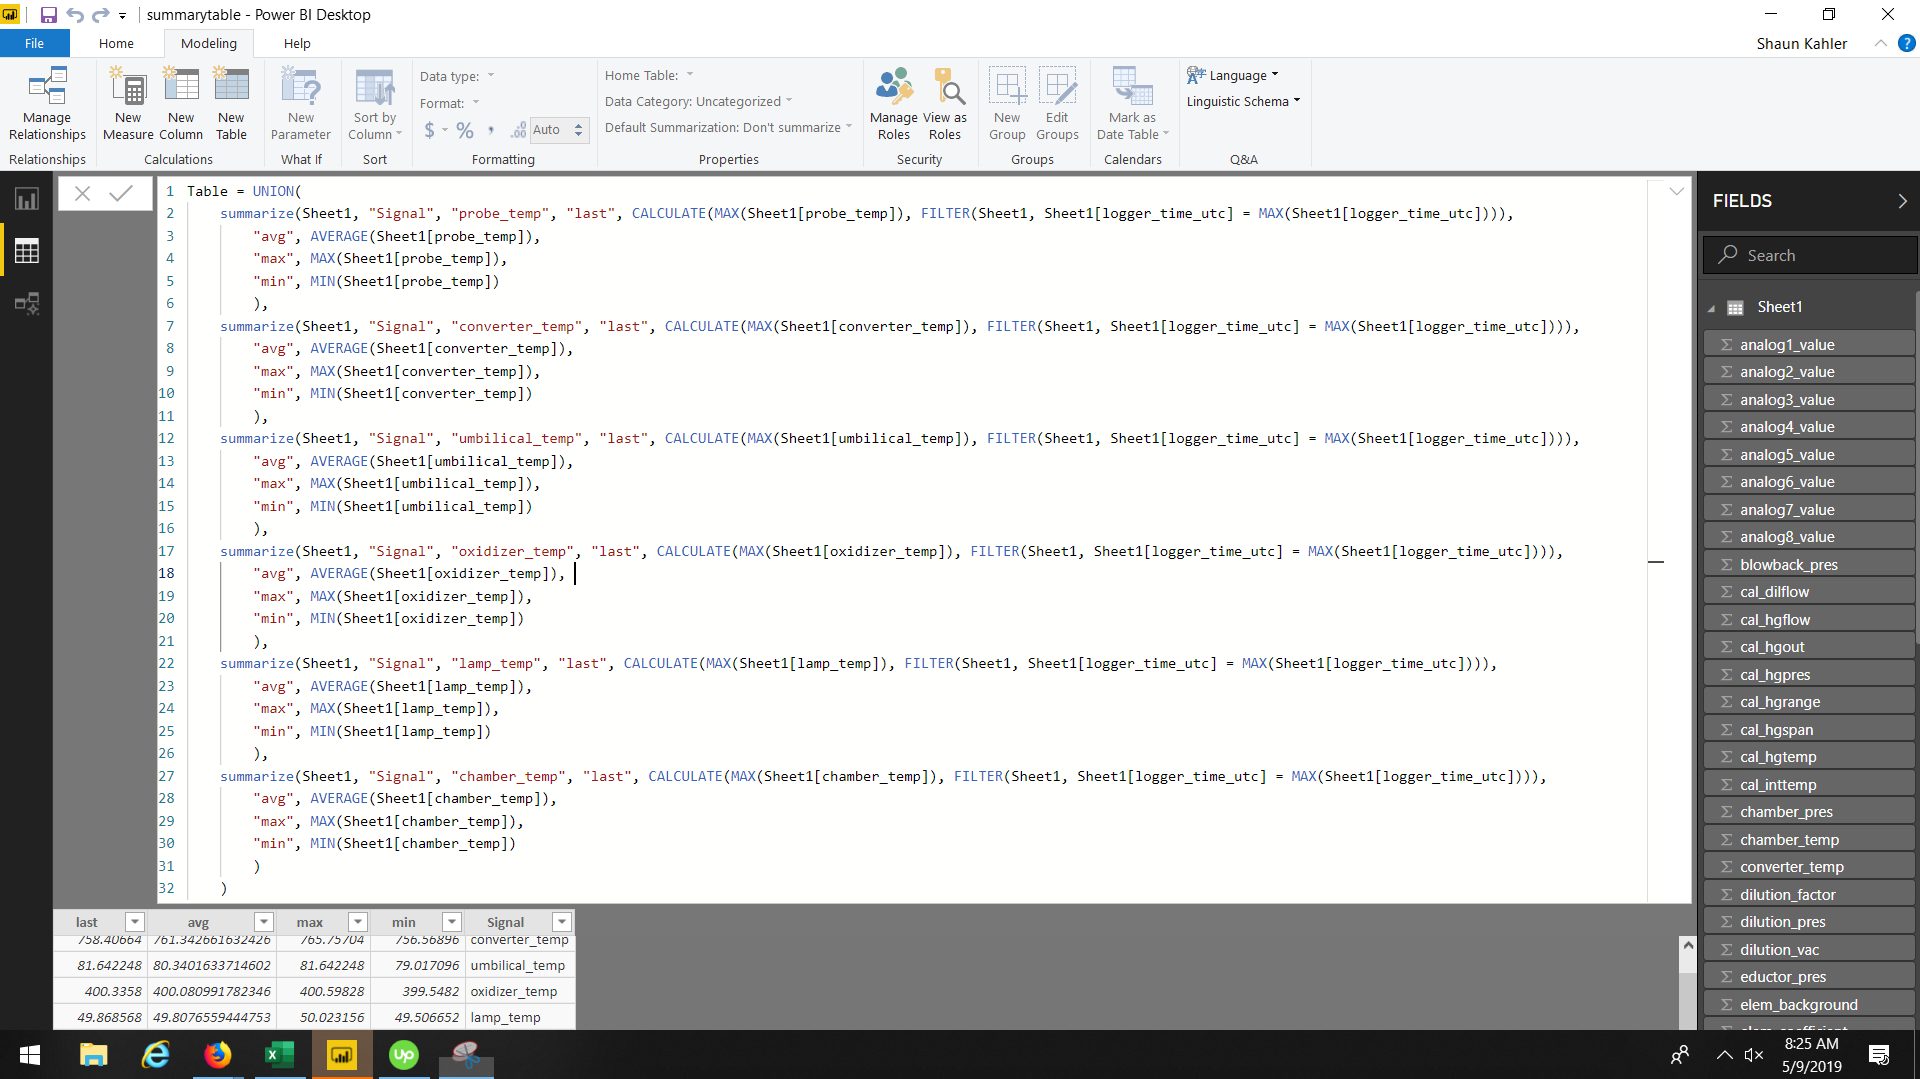 summarytable - Power BI Desktop
File Home Modeling Help Shaun Kahler
Manage Relationships
Relationships
New Measure
New Column
New Table
Calculations
New Parameter
What If
Sort by Column
Sort
Data type:
Format:
$ % , .00 Auto
Formatting
Home Table:
Data Category: Uncategorized
Default Summarization: Don't summarize
Properties
Manage Roles
View as Roles
Security
New Group
Edit Groups
Groups
Mark as Date Table
Calendars
Language
Linguistic Schema
Q&A
1 Table = UNION(
2 summarize(Sheet1, "Signal", "probe_temp", "last", CALCULATE(MAX(Sheet1[probe_temp]), FILTER(Sheet1, Sheet1[logger_time_utc] = MAX(Sheet1[logger_time_utc]))),
3 "avg", AVERAGE(Sheet1[probe_temp]),
4 "max", MAX(Sheet1[probe_temp]),
5 "min", MIN(Sheet1[probe_temp])
6 ),
7 summarize(Sheet1, "Signal", "converter_temp", "last", CALCULATE(MAX(Sheet1[converter_temp]), FILTER(Sheet1, Sheet1[logger_time_utc] = MAX(Sheet1[logger_time_utc]))),
8 "avg", AVERAGE(Sheet1[converter_temp]),
9 "max", MAX(Sheet1[converter_temp]),
10 "min", MIN(Sheet1[converter_temp])
11 ),
12 summarize(Sheet1, "Signal", "umbilical_temp", "last", CALCULATE(MAX(Sheet1[umbilical_temp]), FILTER(Sheet1, Sheet1[logger_time_utc] = MAX(Sheet1[logger_time_utc]))),
13 "avg", AVERAGE(Sheet1[umbilical_temp]),
14 "max", MAX(Sheet1[umbilical_temp]),
15 "min", MIN(Sheet1[umbilical_temp])
16 ),
17 summarize(Sheet1, "Signal", "oxidizer_temp", "last", CALCULATE(MAX(Sheet1[oxidizer_temp]), FILTER(Sheet1, Sheet1[logger_time_utc] = MAX(Sheet1[logger_time_utc]))),
18 "avg", AVERAGE(Sheet1[oxidizer_temp]),
19 "max", MAX(Sheet1[oxidizer_temp]),
20 "min", MIN(Sheet1[oxidizer_temp])
21 ),
22 summarize(Sheet1, "Signal", "lamp_temp", "last", CALCULATE(MAX(Sheet1[lamp_temp]), FILTER(Sheet1, Sheet1[logger_time_utc] = MAX(Sheet1[logger_time_utc]))),
23 "avg", AVERAGE(Sheet1[lamp_temp]),
24 "max", MAX(Sheet1[lamp_temp]),
25 "min", MIN(Sheet1[lamp_temp])
26 ),
27 summarize(Sheet1, "Signal", "chamber_temp", "last", CALCULATE(MAX(Sheet1[chamber_temp]), FILTER(Sheet1, Sheet1[logger_time_utc] = MAX(Sheet1[logger_time_utc]))),
28 "avg", AVERAGE(Sheet1[chamber_temp]),
29 "max", MAX(Sheet1[chamber_temp]),
30 "min", MIN(Sheet1[chamber_temp])
31 )
32 )
last avg max min Signal
758.40664 761.342661632426 765.75704 756.56896 converter_temp
81.642248 80.3401633714602 81.642248 79.017096 umbilical_temp
400.3358 400.080991782346 400.59828 399.5482 oxidizer_temp
49.868568 49.8076559444753 50.023156 49.506652 lamp_temp
FIELDS
Search
Sheet1
analog1_value
analog2_value
analog3_value
analog4_value
analog5_value
analog6_value
analog7_value
analog8_value
blowback_pres
cal_dilflow
cal_hgflow
cal_hgout
cal_hgpres
cal_hgrange
cal_hgspan
cal_hgtemp
cal_inttemp
chamber_pres
chamber_temp
converter_temp
dilution_factor
dilution_pres
dilution_vac
eductor_pres
elem_background
up
8:25 AM
5/9/2019